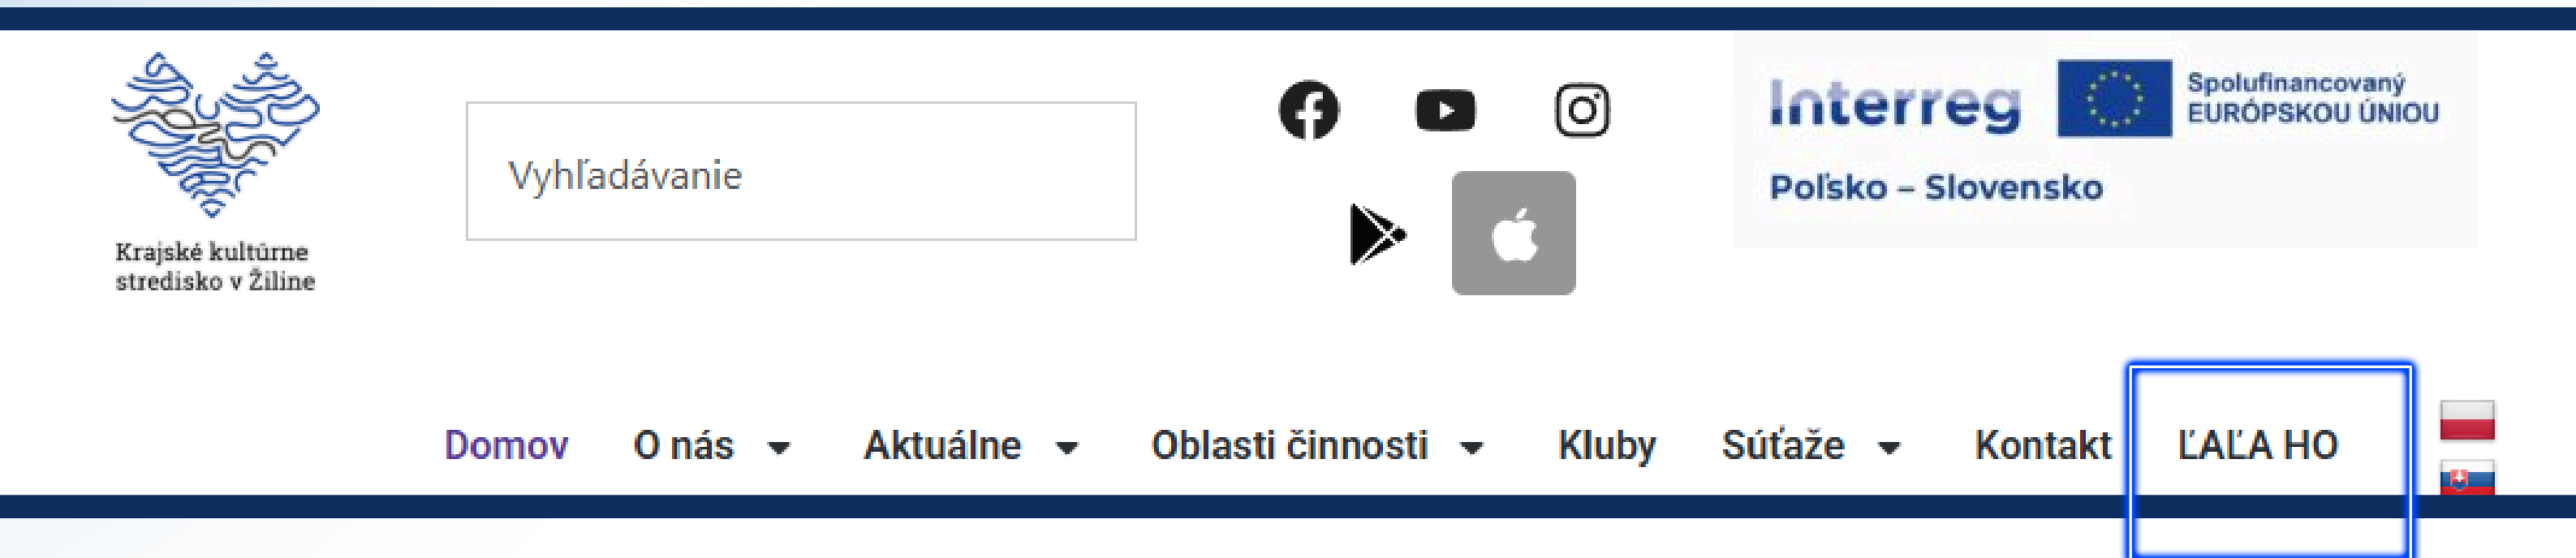 Krajské kultúrne
stredisko v Žiline
Vyhľadávanie
Interreg
Spolufinancovaný
EURÓPSKOU ÚNIOU
Poľsko – Slovensko
Domov O nás Aktuálne Oblasti činnosti Kluby Súťaže Kontakt ĽAĽA HO